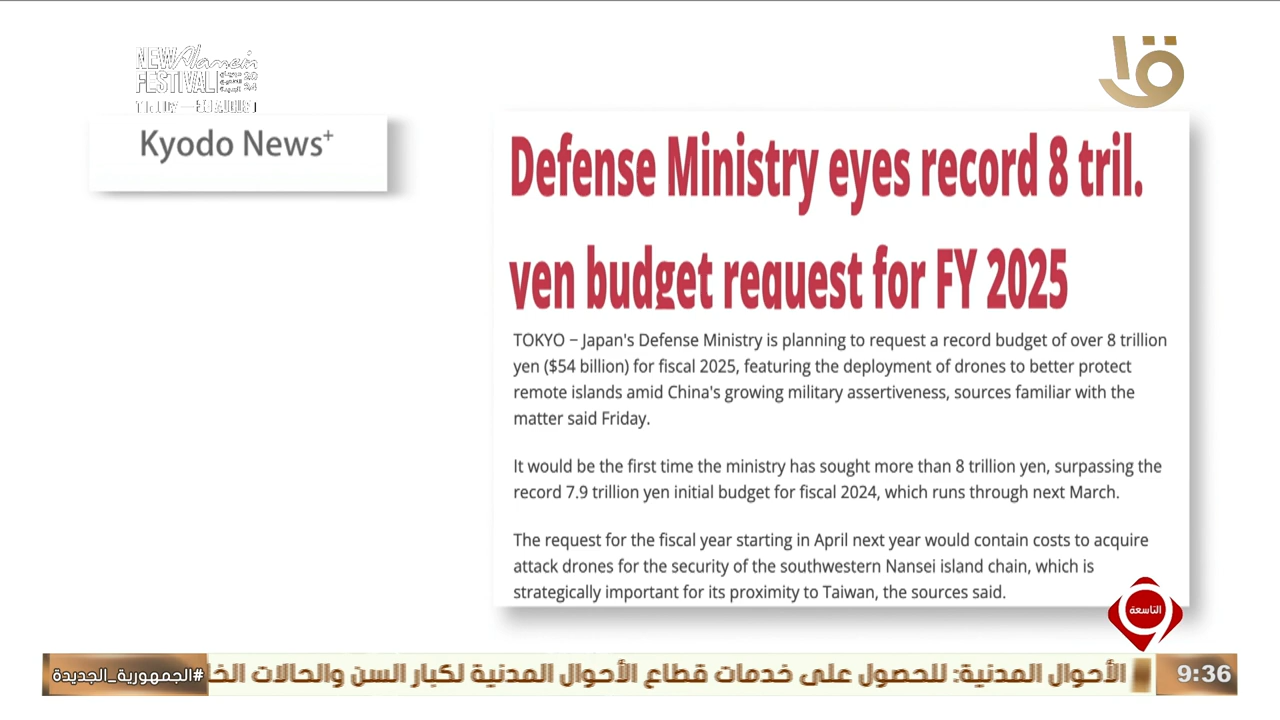 NEW Alamein
FESTIVAL
2024
Kyodo News+
Defense Ministry eyes record 8 tril.
yen budget request for FY 2025
TOKYO – Japan's Defense Ministry is planning to request a record budget of over 8 trillion
yen ($54 billion) for fiscal 2025, featuring the deployment of drones to better protect
remote islands amid China's growing military assertiveness, sources familiar with the
matter said Friday.
It would be the first time the ministry has sought more than 8 trillion yen, surpassing the
record 7.9 trillion yen initial budget for fiscal 2024, which runs through next March.
The request for the fiscal year starting in April next year would contain costs to acquire
attack drones for the security of the southwestern Nansei island chain, which is
strategically important for its proximity to Taiwan, the sources said.
التاسعة
الأحوال المدنية: للحصول على خدمات قطاع الأحوال المدنية لكبار السن والحالات الخا
#الجمهورية_الجديدة
9:36